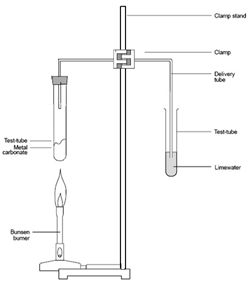 Clamp stand
Clamp
Delivery
tube
Test-tube
Metal
carbonate
Test-tube
Limewater
Bunsen
burner